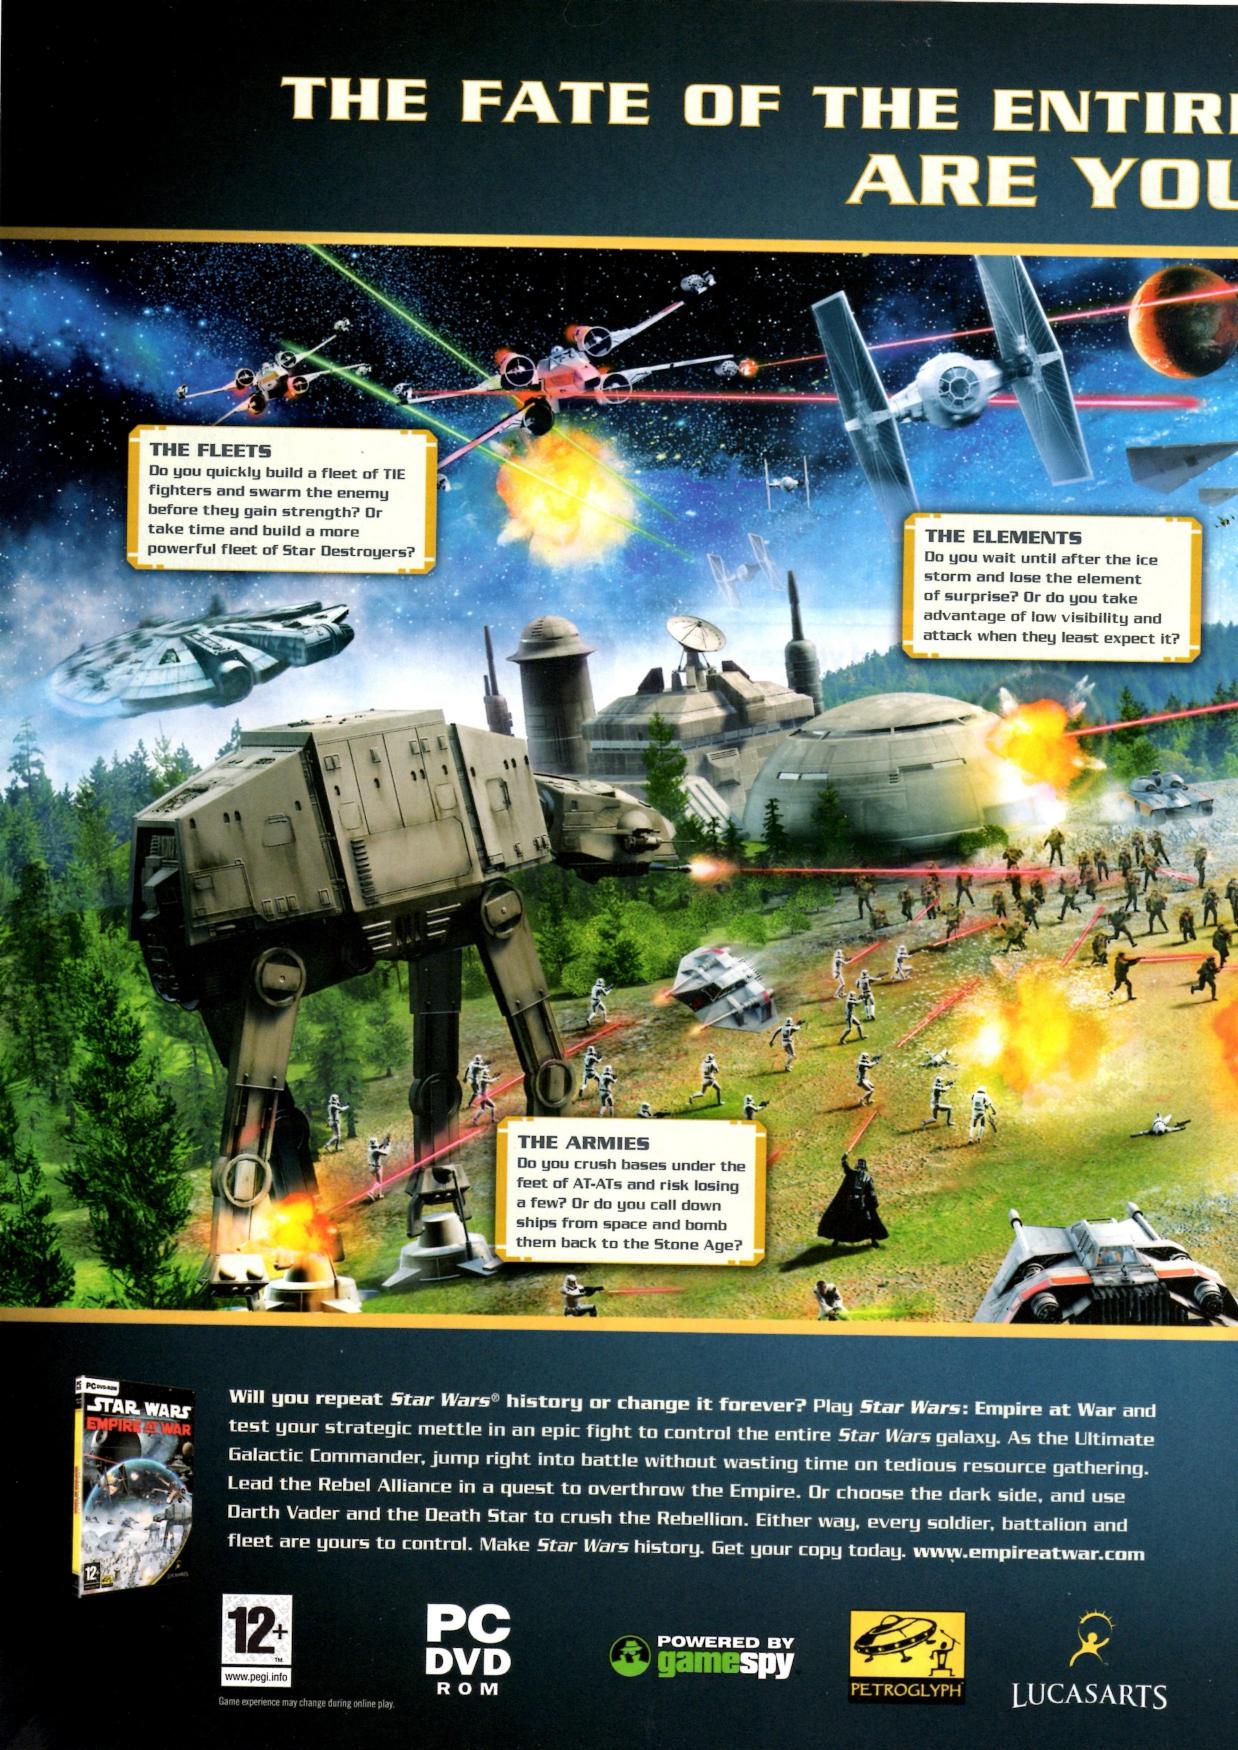 THE FATE OF THE ENTIRE
ARE YOU
THE FLEETS
Do you quickly build a fleet of TIE
fighters and swarm the enemy
before they gain strength? Or
take time and build a more
powerful fleet of Star Destroyers?
THE ELEMENTS
Do you wait until after the ice
storm and lose the element
of surprise? Or do you take
advantage of low visibility and
attack when they least expect it?
THE ARMIES
Do you crush bases under the
feet of AT-ATs and risk losing
a few? Or do you call down
ships from space and bomb
them back to the Stone Age?
PC DVD-ROM
STAR WARS
EMPIRE AT WAR
12+
LUCASARTS
Will you repeat Star Wars® history or change it forever? Play Star Wars: Empire at War and
test your strategic mettle in an epic fight to control the entire Star Wars galaxy. As the Ultimate
Galactic Commander, jump right into battle without wasting time on tedious resource gathering.
Lead the Rebel Alliance in a quest to overthrow the Empire. Or choose the dark side, and use
Darth Vader and the Death Star to crush the Rebellion. Either way, every soldier, battalion and
fleet are yours to control. Make Star Wars history. Get your copy today. www.empireatwar.com
12+
TM
www.pegi.info
Game experience may change during online play.
PC
DVD
ROM
POWERED BY
gamespy
PETROGLYPH
LUCASARTS